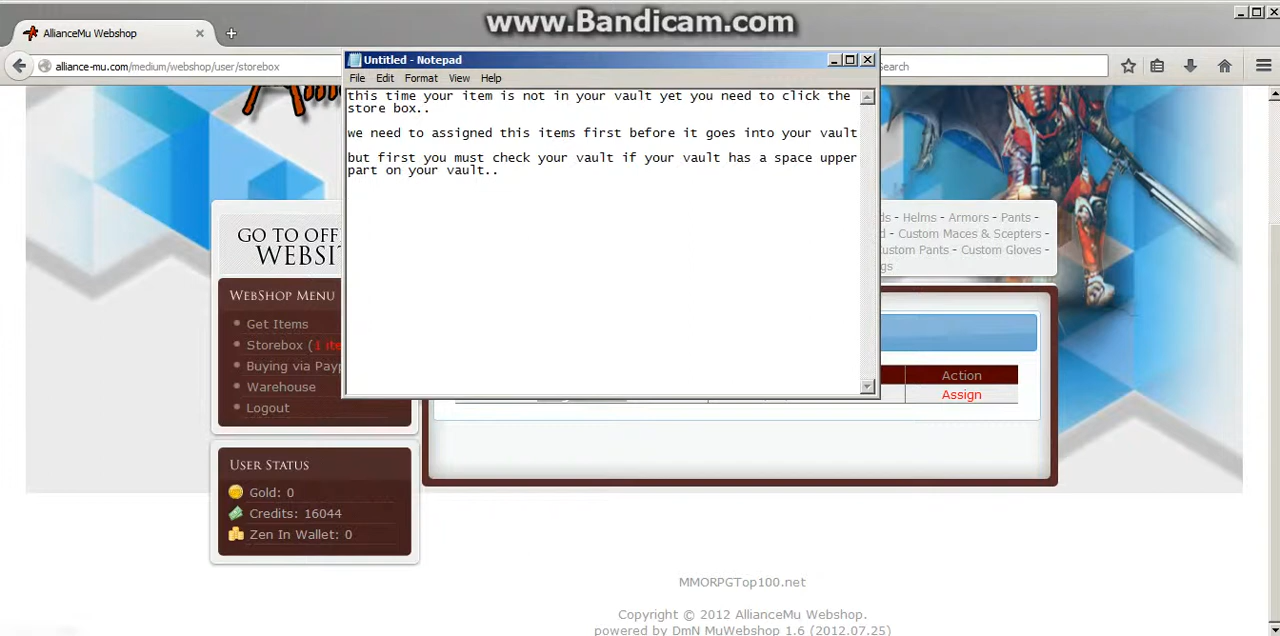 www.Bandicam.com
AllianceMu Webshop
alliance-mu.com/medium/webshop/user/storebox
Search
Untitled - Notepad
File Edit Format View Help
this time your item is not in your vault yet you need to click the
store box..
we need to assigned this items first before it goes into your vault
but first you must check your vault if your vault has a space upper
part on your vault..
Helms - Armors - Pants -
- Custom Maces & Scepters -
Pants - Custom Gloves -
GO TO
WebShop Menu
Get Items
Storebox (1
Buying via
Warehouse
Logout
Action
Assign
User Status
Gold: 0
Credits: 16044
Zen In Wallet: 0
MMORPGTop100.net
Copyright © 2012 AllianceMu Webshop.
powered by DmN MuWebshop 1.6 (2012.07.25)